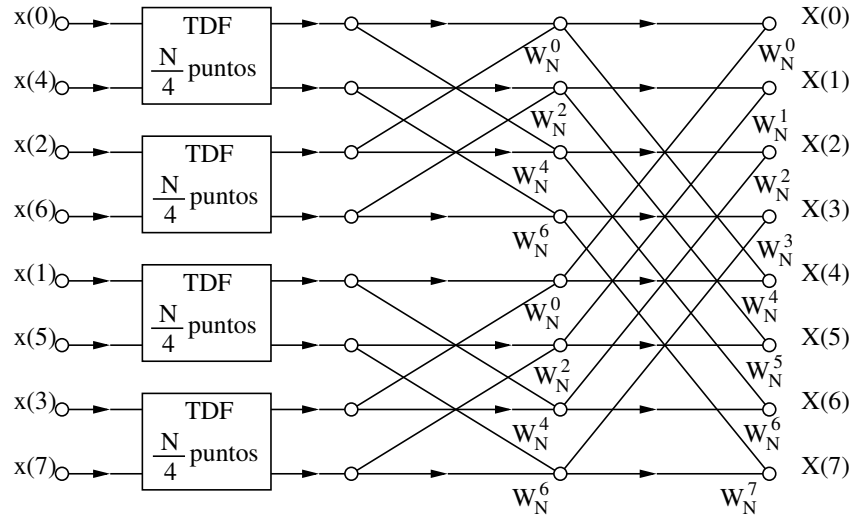 x(0) TDF X(0)
N/4 puntos W_N^0 W_N^0
x(4) X(1)
W_N^2 W_N^1
x(2) TDF X(2)
N/4 puntos W_N^4 W_N^2
x(6) X(3)
W_N^6 W_N^3
x(1) TDF X(4)
N/4 puntos W_N^0 W_N^4
x(5) X(5)
W_N^2 W_N^5
x(3) TDF X(6)
N/4 puntos W_N^4 W_N^6
x(7) X(7)
W_N^6 W_N^7